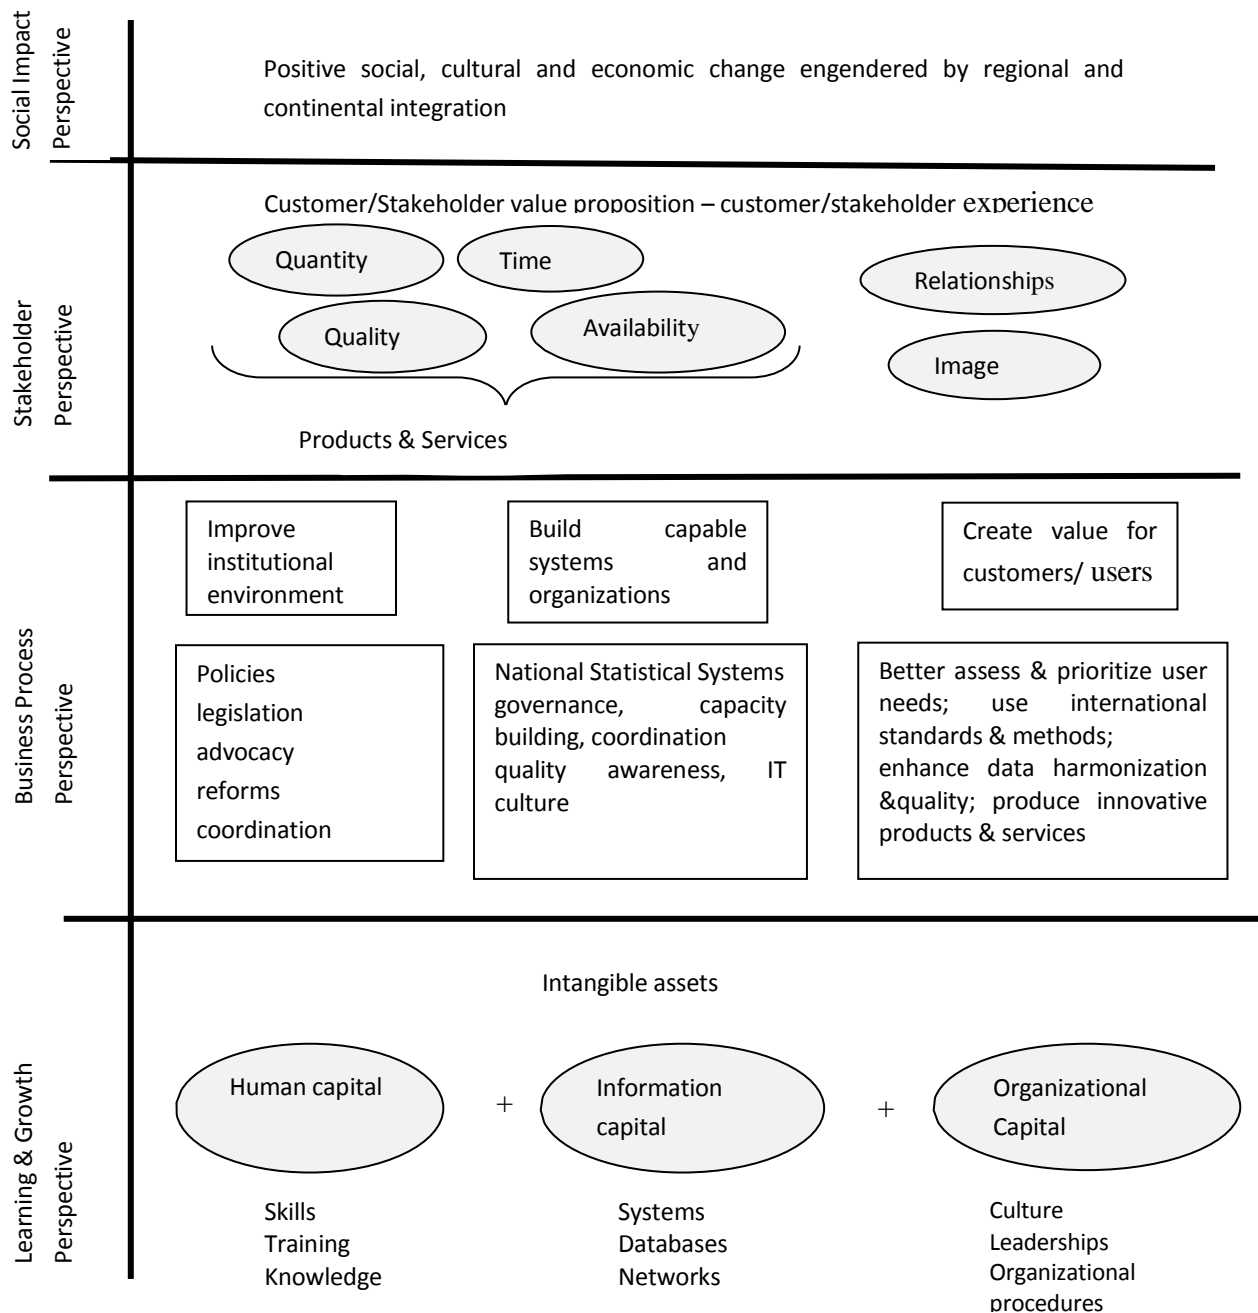 Social Impact
Perspective
Positive social, cultural and economic change engendered by regional and
continental integration
Stakeholder
Perspective
Customer/Stakeholder value proposition – customer/stakeholder experience
Quantity
Time
Relationships
Quality
Availability
Image
Products & Services
Business Process
Perspective
Improve
institutional
environment
Build capable
systems and
organizations
Create value for
customers/ users
Policies
legislation
advocacy
reforms
coordination
National Statistical Systems
governance, capacity
building, coordination
quality awareness, IT
culture
Better assess & prioritize user
needs; use international
standards & methods;
enhance data harmonization
&quality; produce innovative
products & services
Learning & Growth
Perspective
Intangible assets
Human capital
+
Information
capital
+
Organizational
Capital
Skills
Training
Knowledge
Systems
Databases
Networks
Culture
Leaderships
Organizational
procedures